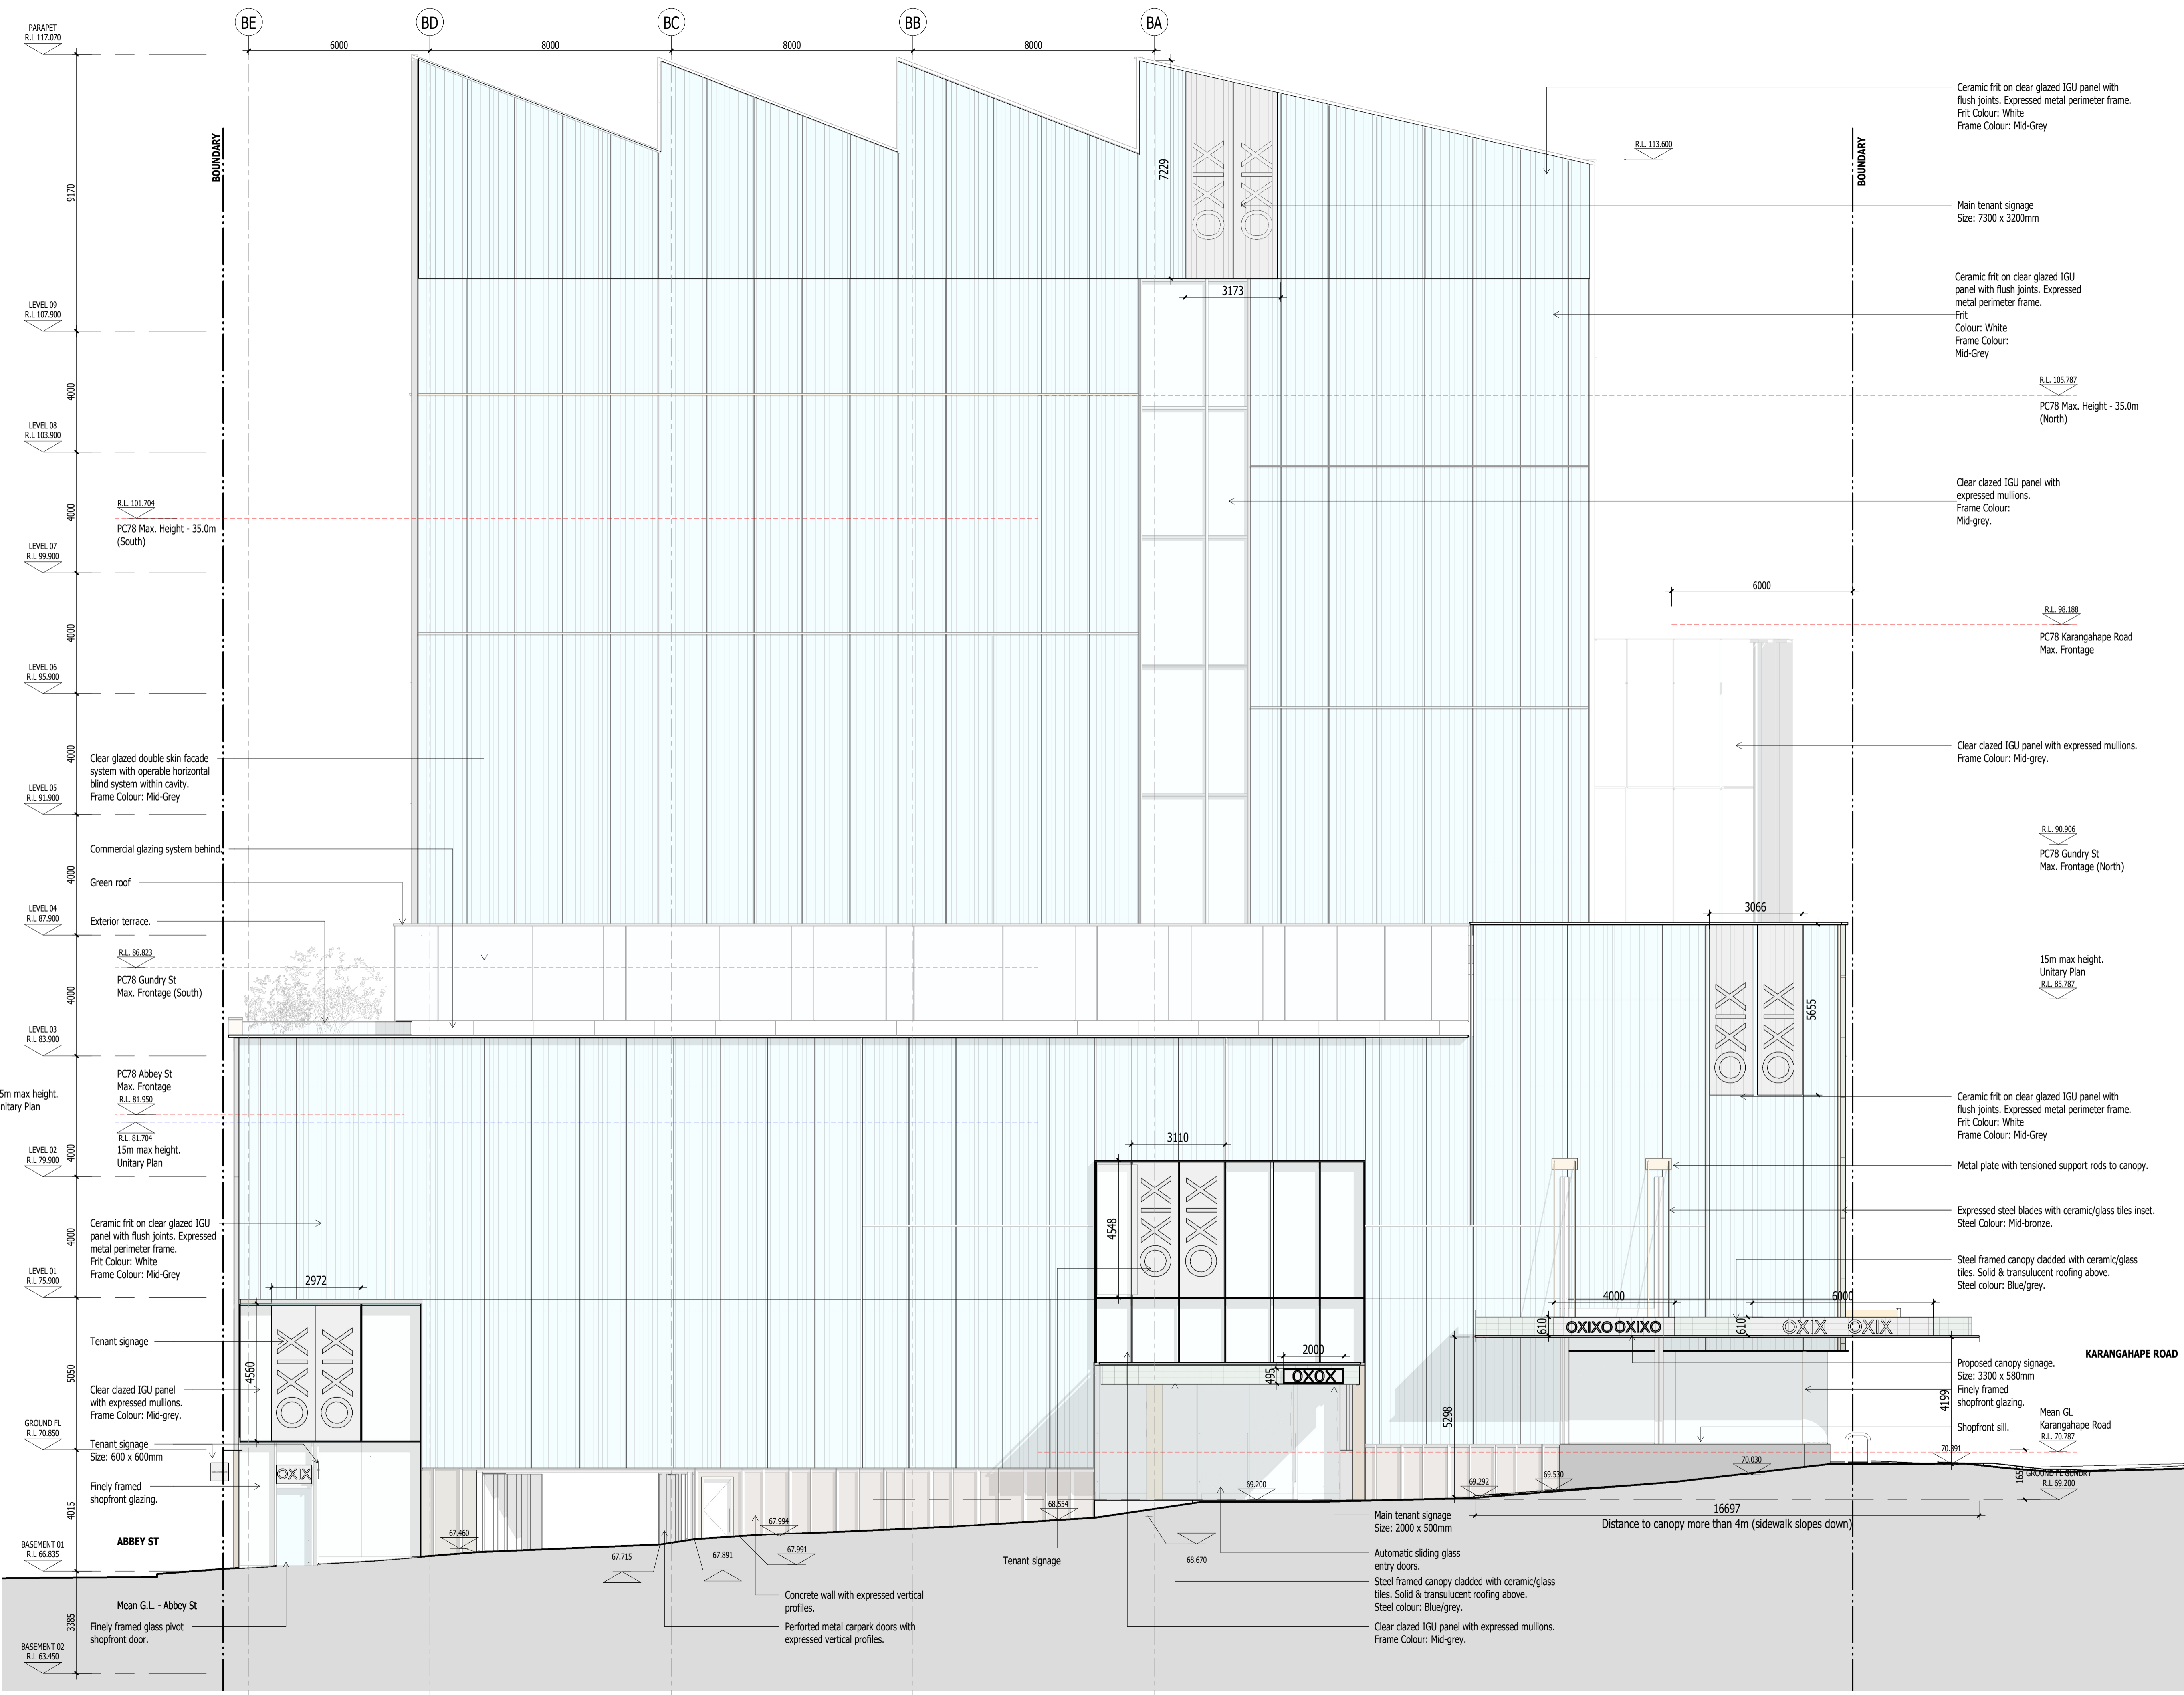 BE
BD
BC
BB
BA
6000
8000
8000
8000
PARAPET
R.L 117.070
9170
LEVEL 09
R.L 107.900
4000
LEVEL 08
R.L 103.900
4000
LEVEL 07
R.L 99.900
4000
LEVEL 06
R.L 95.900
4000
LEVEL 05
R.L 91.900
4000
LEVEL 04
R.L 87.900
4000
LEVEL 03
R.L 83.900
4000
LEVEL 02
R.L 79.900
4000
LEVEL 01
R.L 75.900
5050
GROUND FL
R.L 70.850
4015
BASEMENT 01
R.L 66.835
3385
BASEMENT 02
R.L 63.450
BOUNDARY
R.L. 101.704
PC78 Max. Height - 35.0m
(South)
Clear glazed double skin facade
system with operable horizontal
blind system within cavity.
Frame Colour: Mid-Grey
Commercial glazing system behind.
Green roof
Exterior terrace.
R.L. 86.823
PC78 Gundry St
Max. Frontage (South)
PC78 Abbey St
Max. Frontage
R.L. 81.950
5m max height.
nitary Plan
R.L. 81.704
15m max height.
Unitary Plan
Ceramic frit on clear glazed IGU
panel with flush joints. Expressed
metal perimeter frame.
Frit Colour: White
Frame Colour: Mid-Grey
2972
Tenant signage
4560
OXIX
OXIX
Clear clazed IGU panel
with expressed mullions.
Frame Colour: Mid-grey.
Tenant signage
Size: 600 x 600mm
OXIX
Finely framed
shopfront glazing.
ABBEY ST
Mean G.L. - Abbey St
Finely framed glass pivot
shopfront door.
7229
OXIX
OXIX
3173
3110
4548
OXIX
OXIX
2000
495
OXOX
5298
67.460
67.715
67.891
67.994
67.991
68.554
68.670
69.200
69.292
69.530
70.030
70.391
Concrete wall with expressed vertical
profiles.
Perforted metal carpark doors with
expressed vertical profiles.
Tenant signage
Main tenant signage
Size: 2000 x 500mm
Automatic sliding glass
entry doors.
Steel framed canopy cladded with ceramic/glass
tiles. Solid & transulucent roofing above.
Steel colour: Blue/grey.
Clear clazed IGU panel with expressed mullions.
Frame Colour: Mid-grey.
3066
OXIX
OXIX
5655
4000
6000
610
OXIXO OXIXO
610
OXIX OXIX
4199
16697
Distance to canopy more than 4m (sidewalk slopes down)
BOUNDARY
R.L. 113.600
Ceramic frit on clear glazed IGU panel with
flush joints. Expressed metal perimeter frame.
Frit Colour: White
Frame Colour: Mid-Grey
Main tenant signage
Size: 7300 x 3200mm
Ceramic frit on clear glazed IGU
panel with flush joints. Expressed
metal perimeter frame.
Frit
Colour: White
Frame Colour:
Mid-Grey
R.L. 105.787
PC78 Max. Height - 35.0m
(North)
Clear clazed IGU panel with
expressed mullions.
Frame Colour:
Mid-grey.
6000
R.L. 98.188
PC78 Karangahape Road
Max. Frontage
Clear clazed IGU panel with expressed mullions.
Frame Colour: Mid-grey.
R.L. 90.906
PC78 Gundry St
Max. Frontage (North)
15m max height.
Unitary Plan
R.L. 85.787
Ceramic frit on clear glazed IGU panel with
flush joints. Expressed metal perimeter frame.
Frit Colour: White
Frame Colour: Mid-Grey
Metal plate with tensioned support rods to canopy.
Expressed steel blades with ceramic/glass tiles inset.
Steel Colour: Mid-bronze.
Steel framed canopy cladded with ceramic/glass
tiles. Solid & transulucent roofing above.
Steel colour: Blue/grey.
KARANGAHAPE ROAD
Proposed canopy signage.
Size: 3300 x 580mm
Finely framed
shopfront glazing.
Shopfront sill.
Mean GL
Karangahape Road
R.L. 70.787
GROUND FL GUNDRY
R.L 69.200